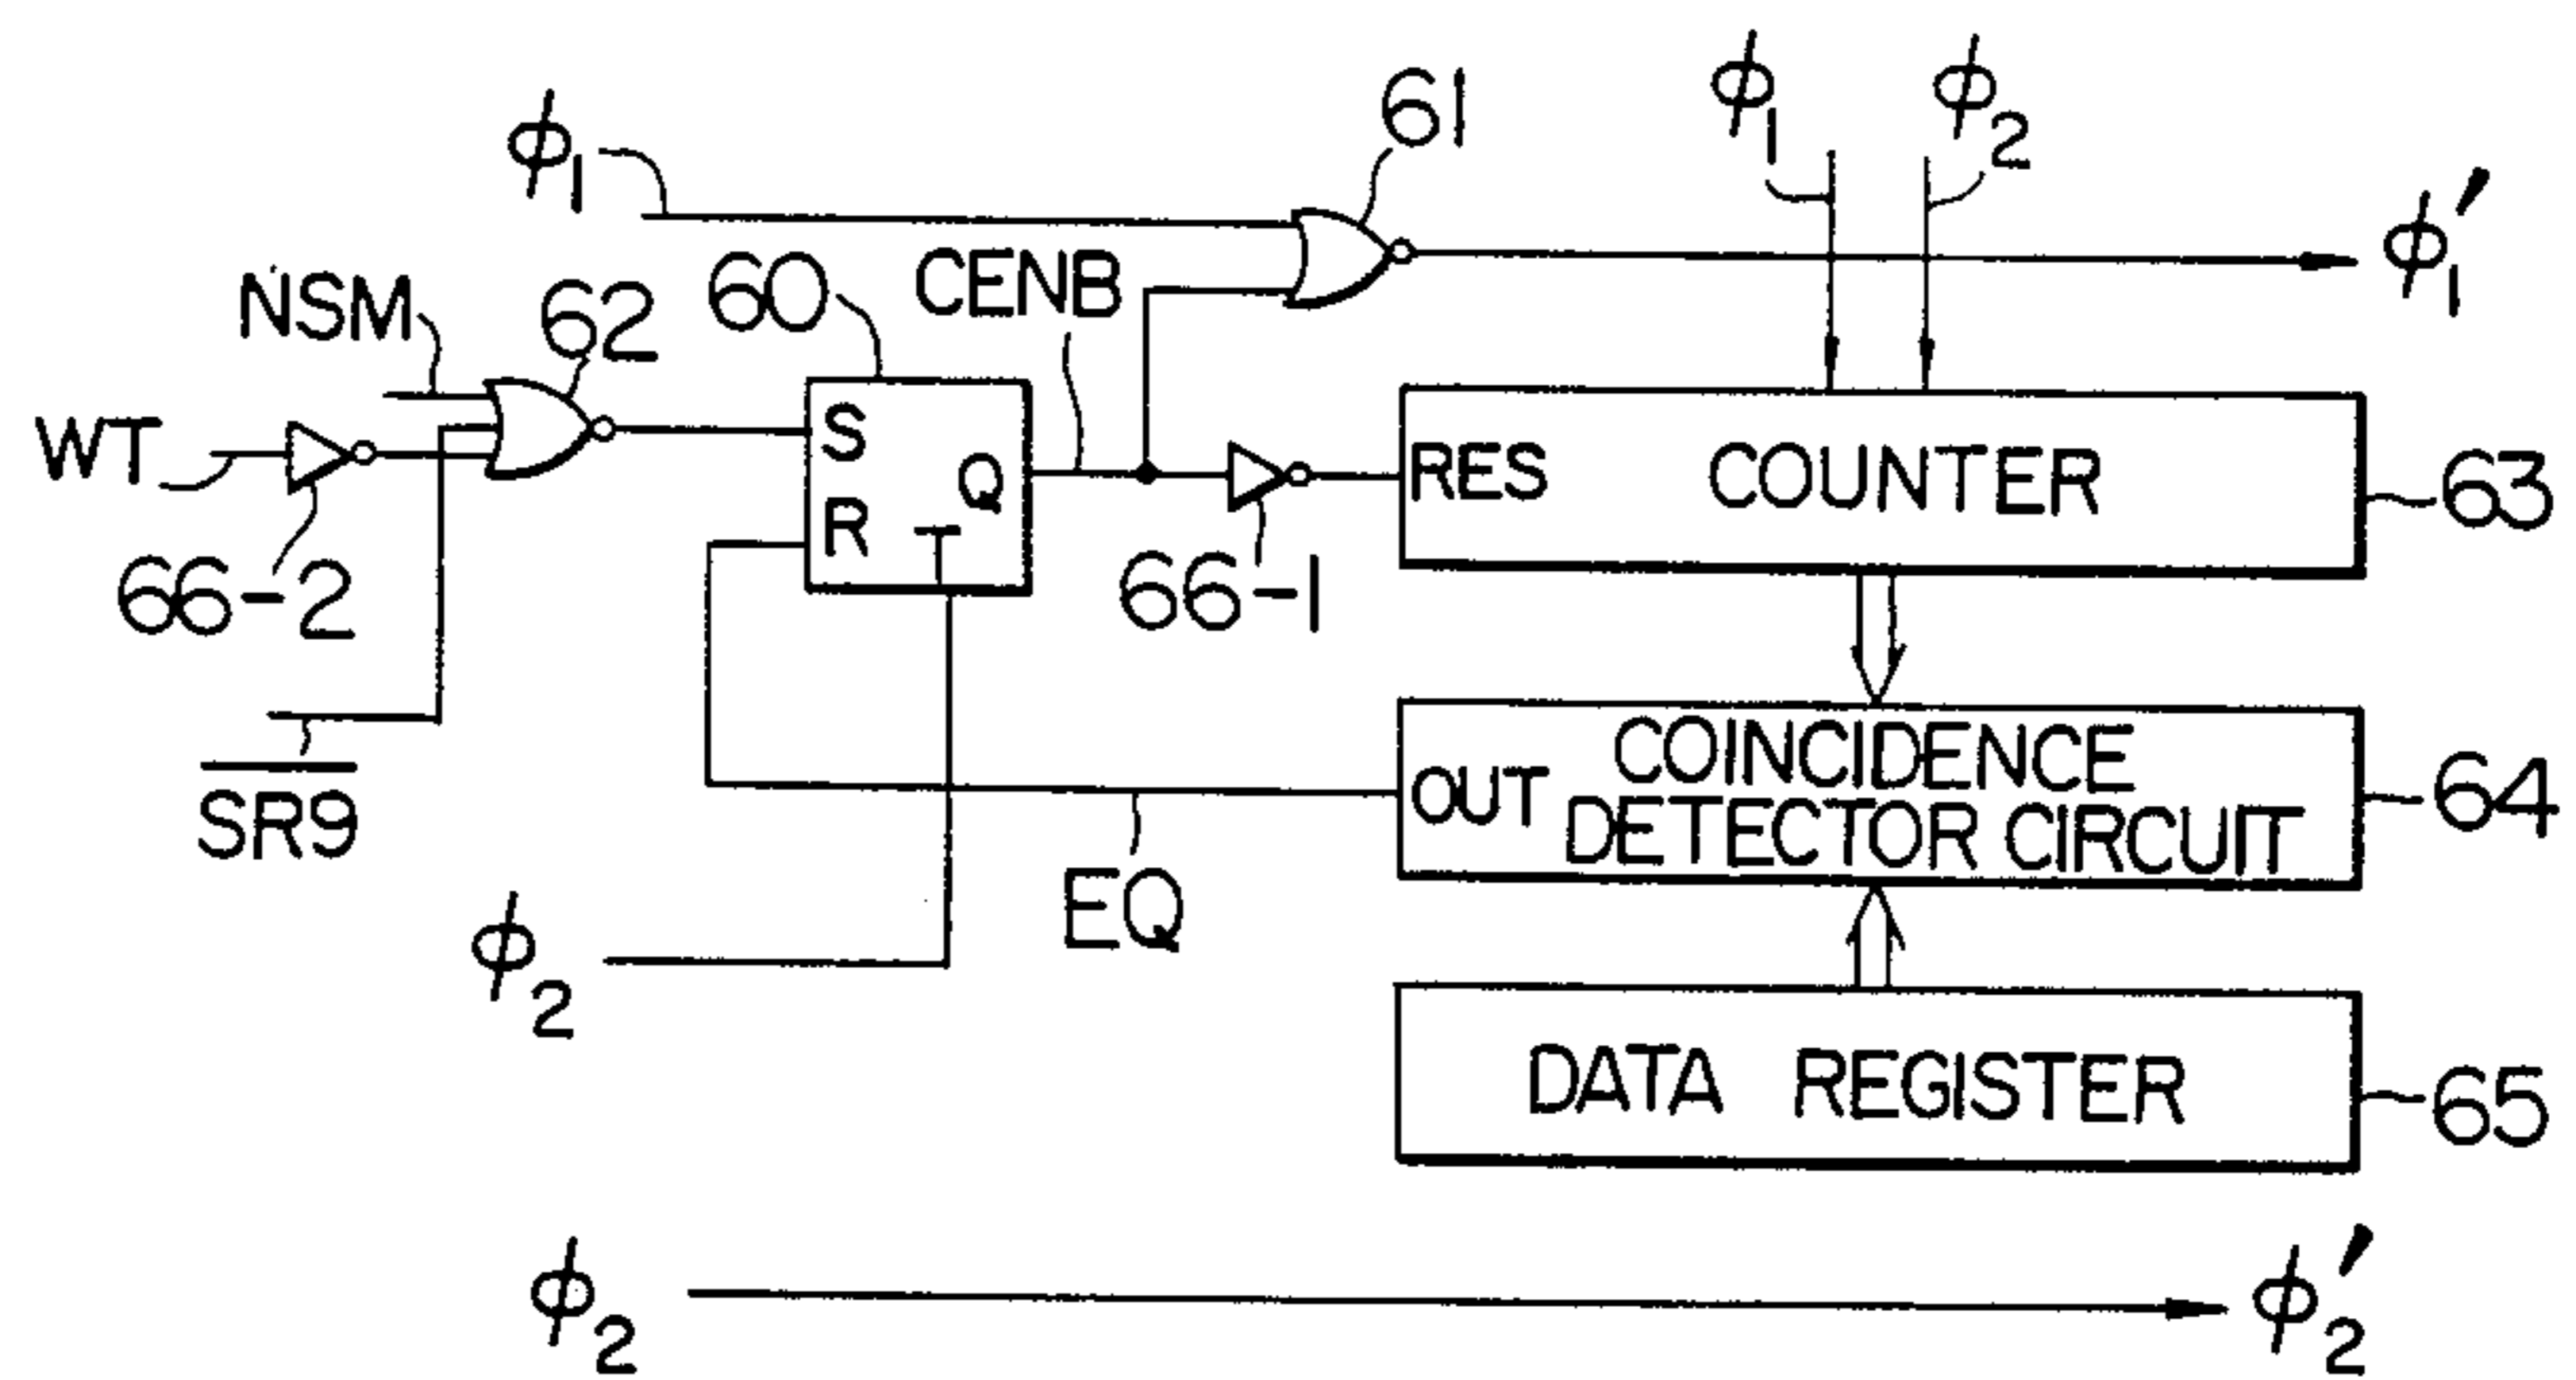 ϕ1
61
ϕ1
ϕ2
ϕ1'
NSM
62
60
CENB
WT
S
R
T
Q
RES
COUNTER
63
66-2
66-1
S̅R̅9̅
OUT
COINCIDENCE
DETECTOR CIRCUIT
64
EQ
ϕ2
DATA REGISTER
65
ϕ2
ϕ2'